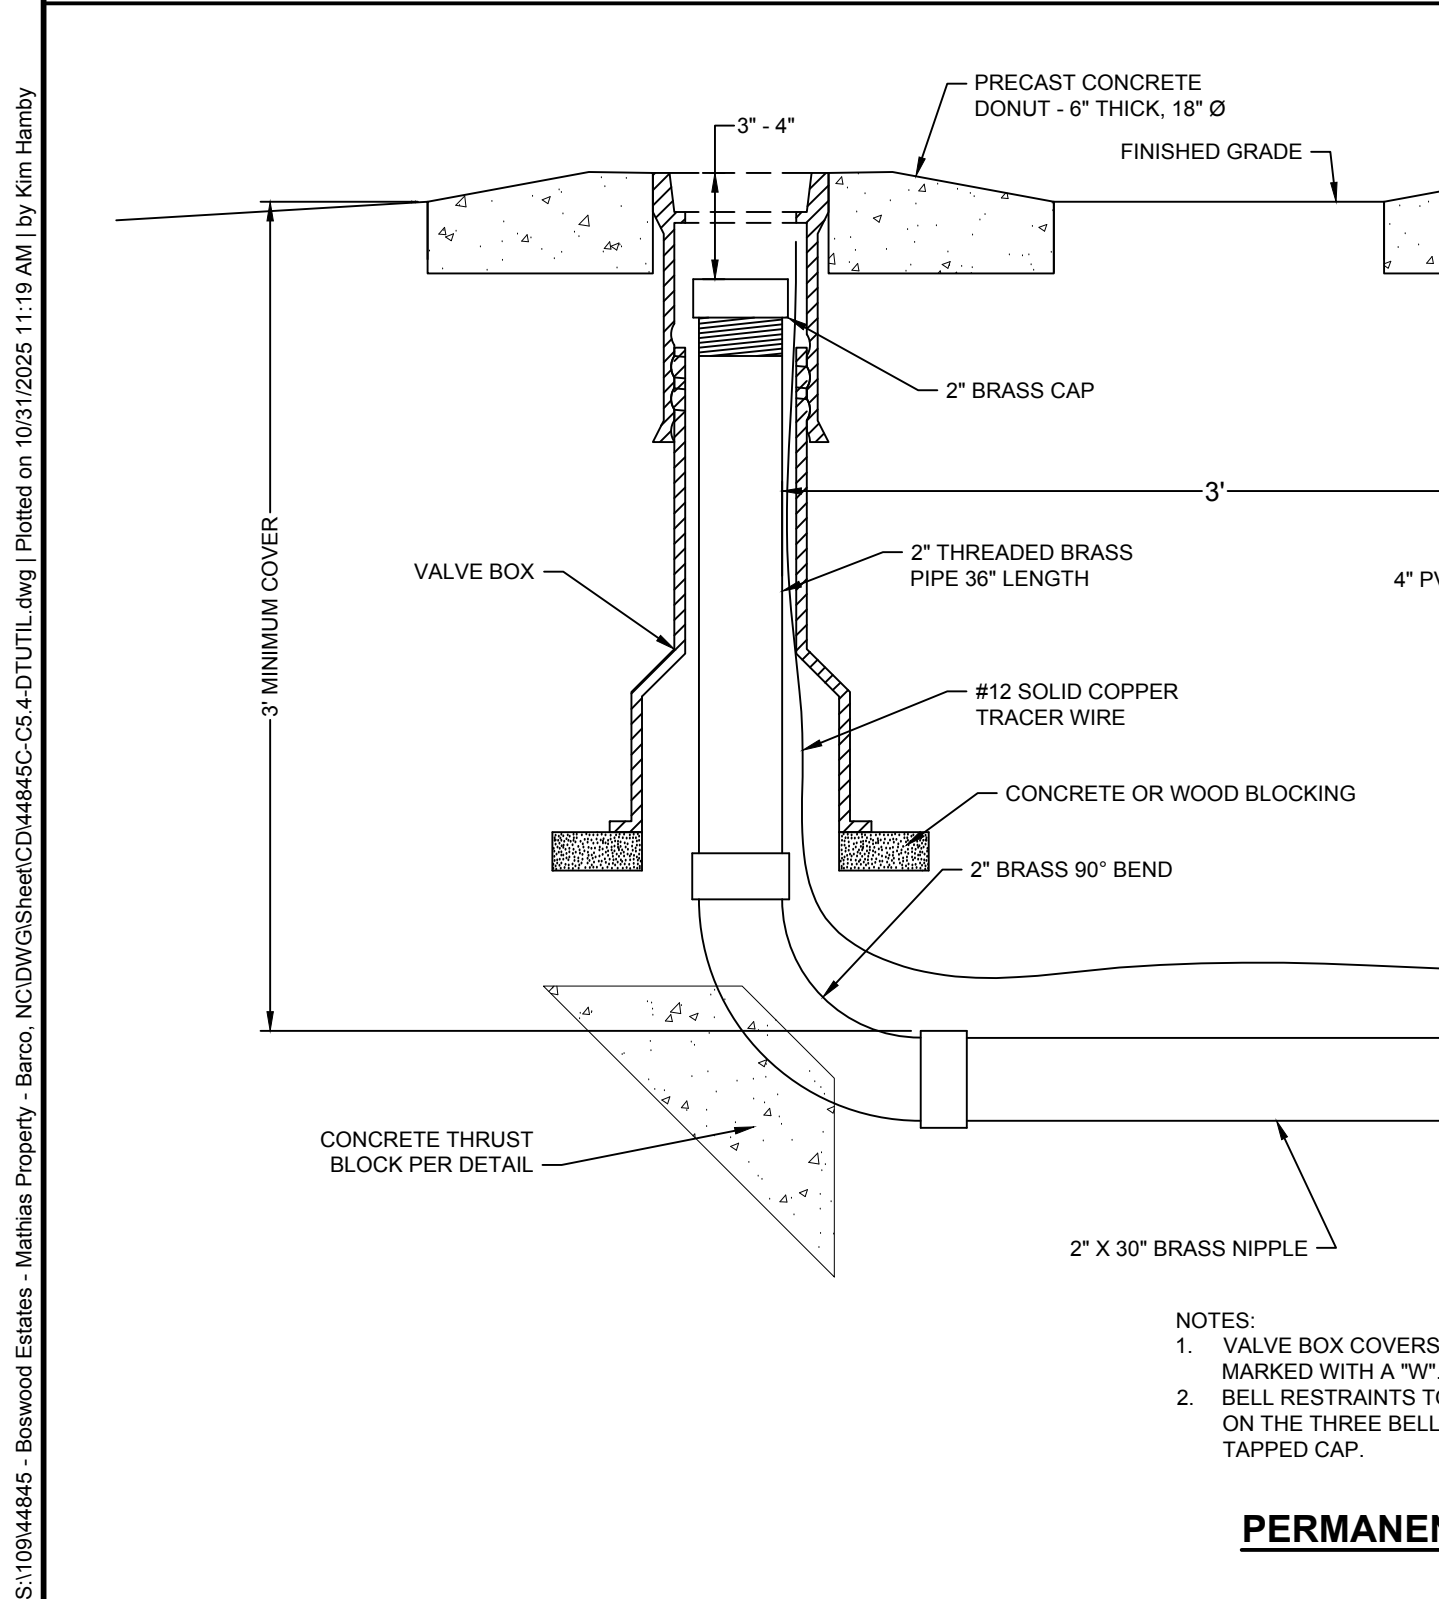 S:\109\44845 - Boswood Estates - Mathias Property - Barco, NC\DWG\Sheet\CD\44845C-C5.4-DTUTIL.dwg | Plotted on 10/31/2025 11:19 AM | by Kim Hamby
PRECAST CONCRETE
DONUT - 6" THICK, 18" Ø
3" - 4"
FINISHED GRADE
2" BRASS CAP
3'
3' MINIMUM COVER
VALVE BOX
2" THREADED BRASS
PIPE 36" LENGTH
4" PV
#12 SOLID COPPER
TRACER WIRE
CONCRETE OR WOOD BLOCKING
2" BRASS 90° BEND
CONCRETE THRUST
BLOCK PER DETAIL
2" X 30" BRASS NIPPLE
NOTES:
1. VALVE BOX COVERS
MARKED WITH A "W".
2. BELL RESTRAINTS TO
ON THE THREE BELL
TAPPED CAP.
PERMANEN